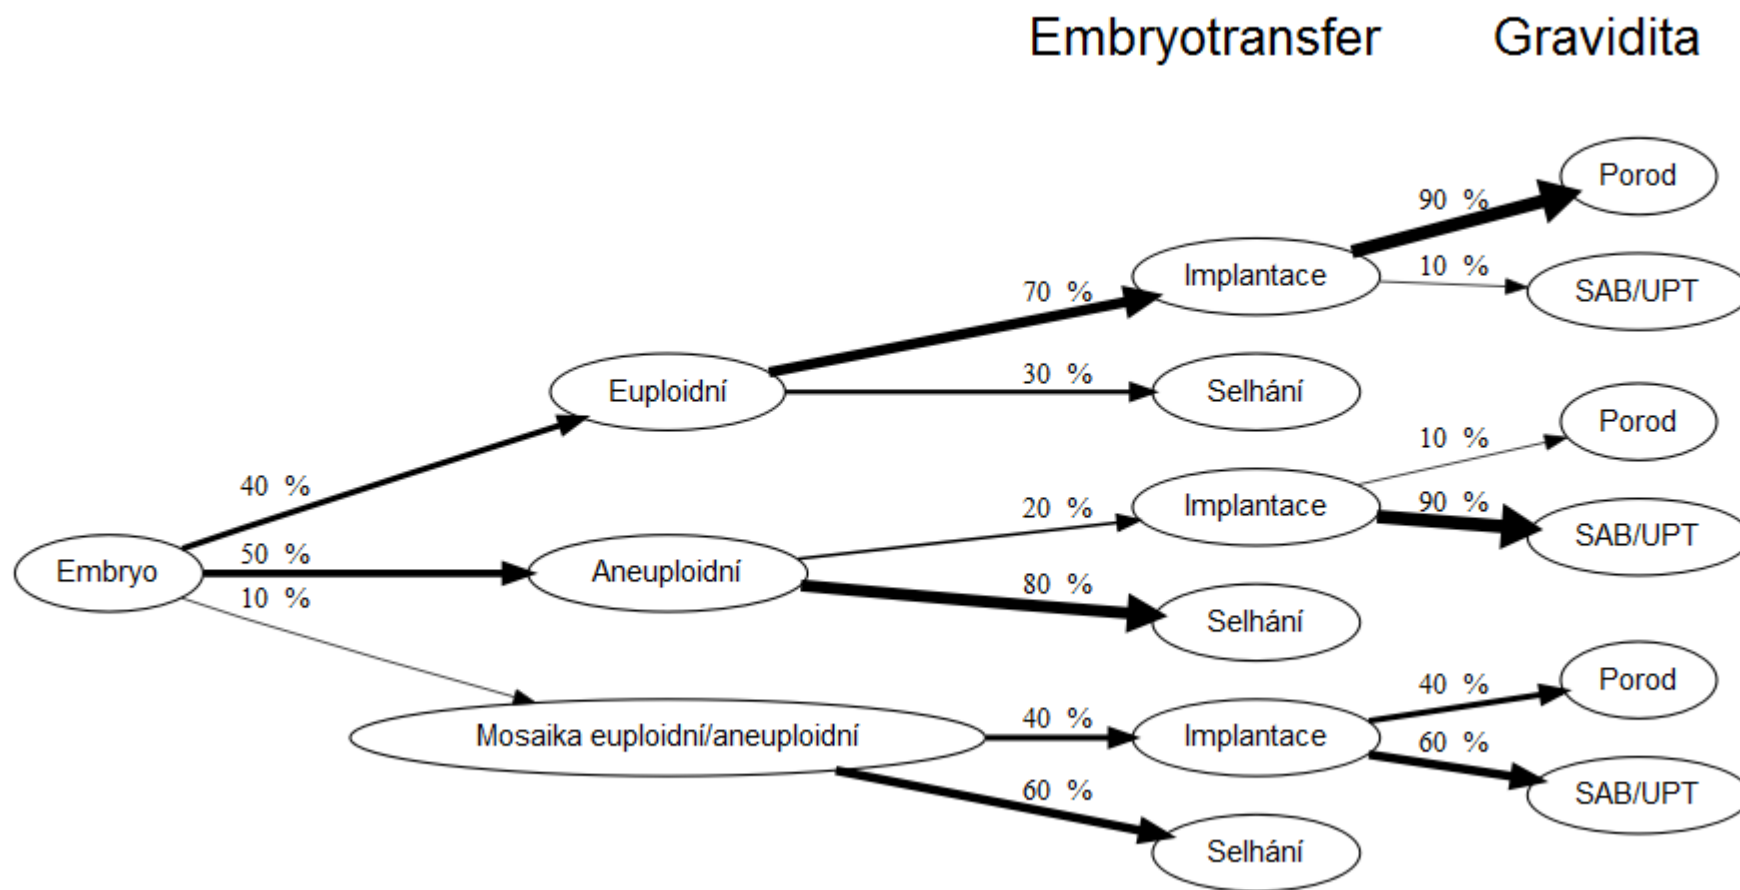 Embryotransfer Gravidita
Porod
90 %
Implantace
10 %
SAB/UPT
70 %
Euploidní
30 %
Selhání
Porod
10 %
40 %
20 %
Implantace
90 %
SAB/UPT
Embryo
50 %
Aneuploidní
10 %
80 %
Selhání
Porod
40 %
Mosaika euploidní/aneuploidní
40 %
Implantace
60 %
SAB/UPT
60 %
Selhání